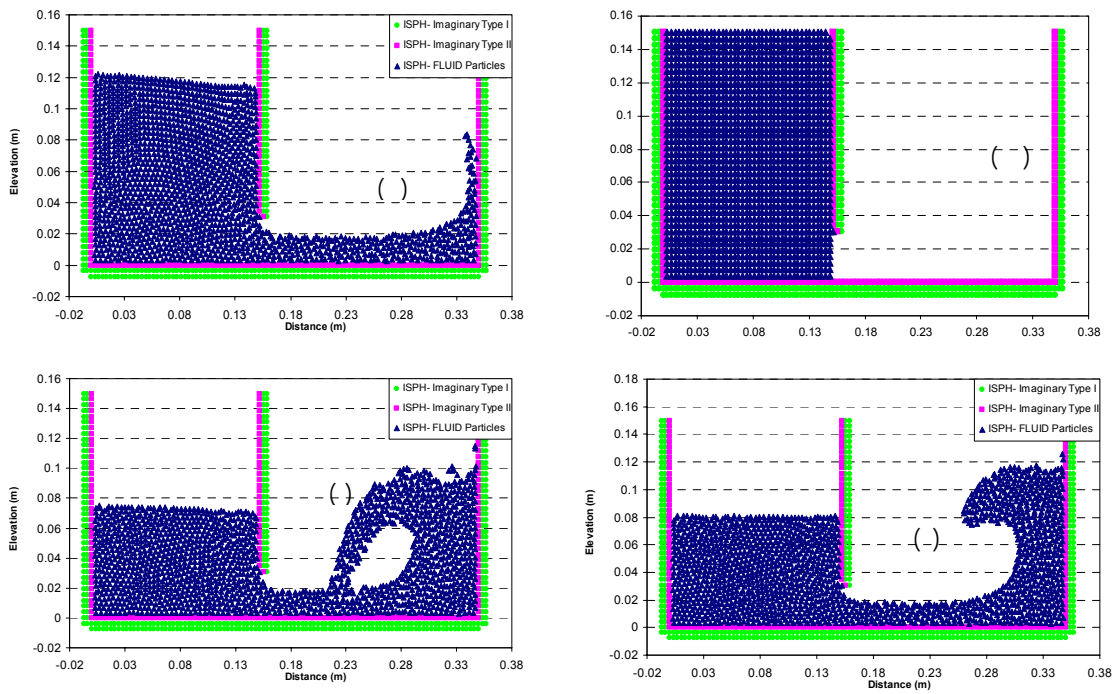 0.16
ISPH- Imaginary Type I
0.14
ISPH- Imaginary Type II
0.12
ISPH- FLUID Particles
0.1
0.08
0.06
( )
0.04
0.02
0
-0.02
-0.02 0.03 0.08 0.13 0.18 0.23 0.28 0.33 0.38
Elevation (m)
Distance (m)
0.16
0.14
0.12
0.1
0.08
( )
0.06
0.04
0.02
0
-0.02
-0.02 0.03 0.08 0.13 0.18 0.23 0.28 0.33 0.38
0.16
ISPH- Imaginary Type I
0.14
ISPH- Imaginary Type II
0.12
ISPH- FLUID Particles
0.1
0.08
( )
0.06
0.04
0.02
0
-0.02
-0.02 0.03 0.08 0.13 0.18 0.23 0.28 0.33 0.38
Elevation (m)
Distance (m)
0.18
ISPH- Imaginary Type I
0.16
ISPH- Imaginary Type II
0.14
ISPH- FLUID Particles
0.12
0.1
0.08
( )
0.06
0.04
0.02
0
-0.02
-0.02 0.03 0.08 0.13 0.18 0.23 0.28 0.33 0.38
Elevation (m)
Distance (m)